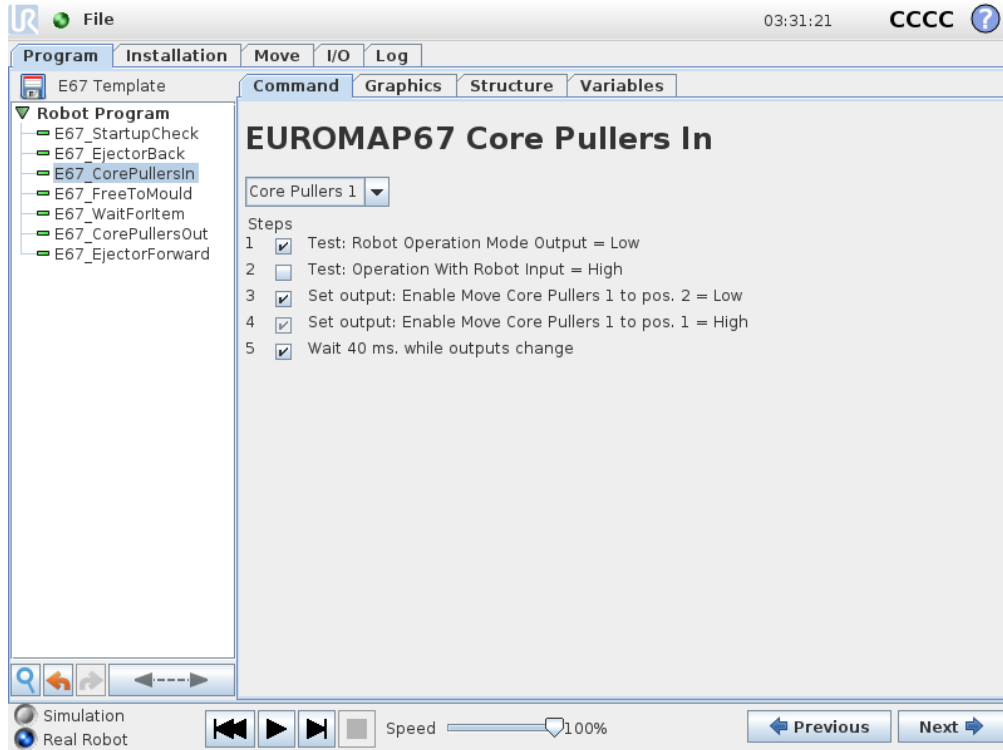 UR File 03:31:21 CCCC ?
Program Installation Move I/O Log
E67 Template Command Graphics Structure Variables
Robot Program
E67_StartupCheck
E67_EjectorBack
E67_CorePullersIn
E67_FreeToMould
E67_WaitForItem
E67_CorePullersOut
E67_EjectorForward
EUROMAP67 Core Pullers In
Core Pullers 1
Steps
1 Test: Robot Operation Mode Output = Low
2 Test: Operation With Robot Input = High
3 Set output: Enable Move Core Pullers 1 to pos. 2 = Low
4 Set output: Enable Move Core Pullers 1 to pos. 1 = High
5 Wait 40 ms. while outputs change
Simulation
Real Robot
Speed 100%
Previous Next